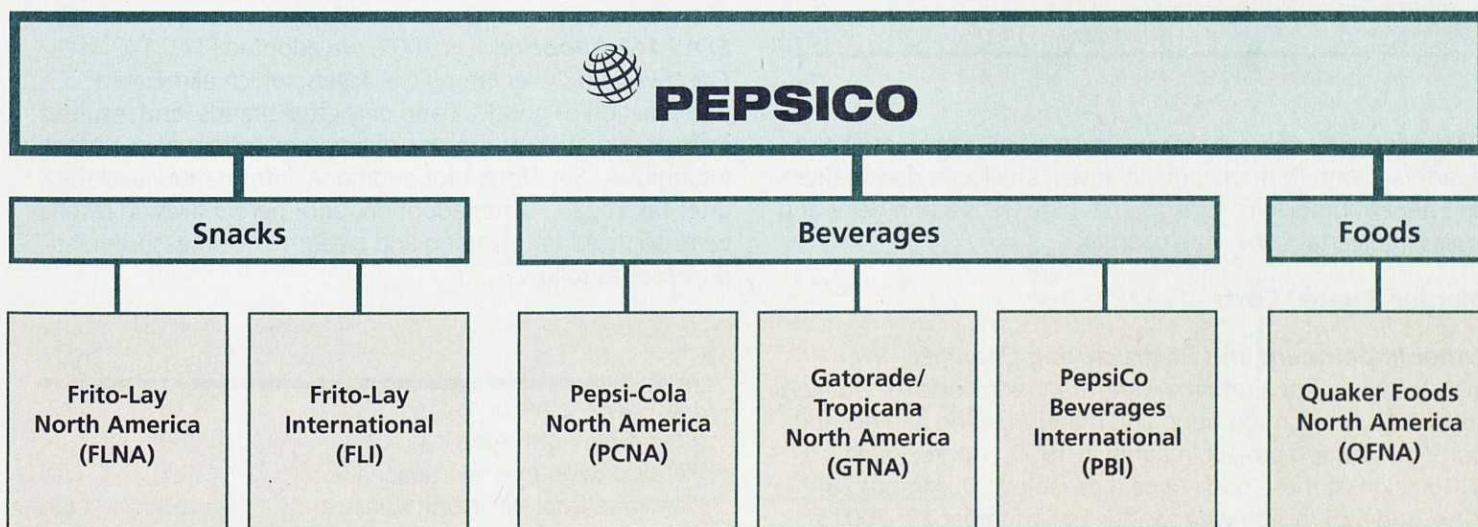 PEPSICO
Snacks
Beverages
Foods
Frito-Lay
North America
(FLNA)
Frito-Lay
International
(FLI)
Pepsi-Cola
North America
(PCNA)
Gatorade/
Tropicana
North America
(GTNA)
PepsiCo
Beverages
International
(PBI)
Quaker Foods
North America
(QFNA)